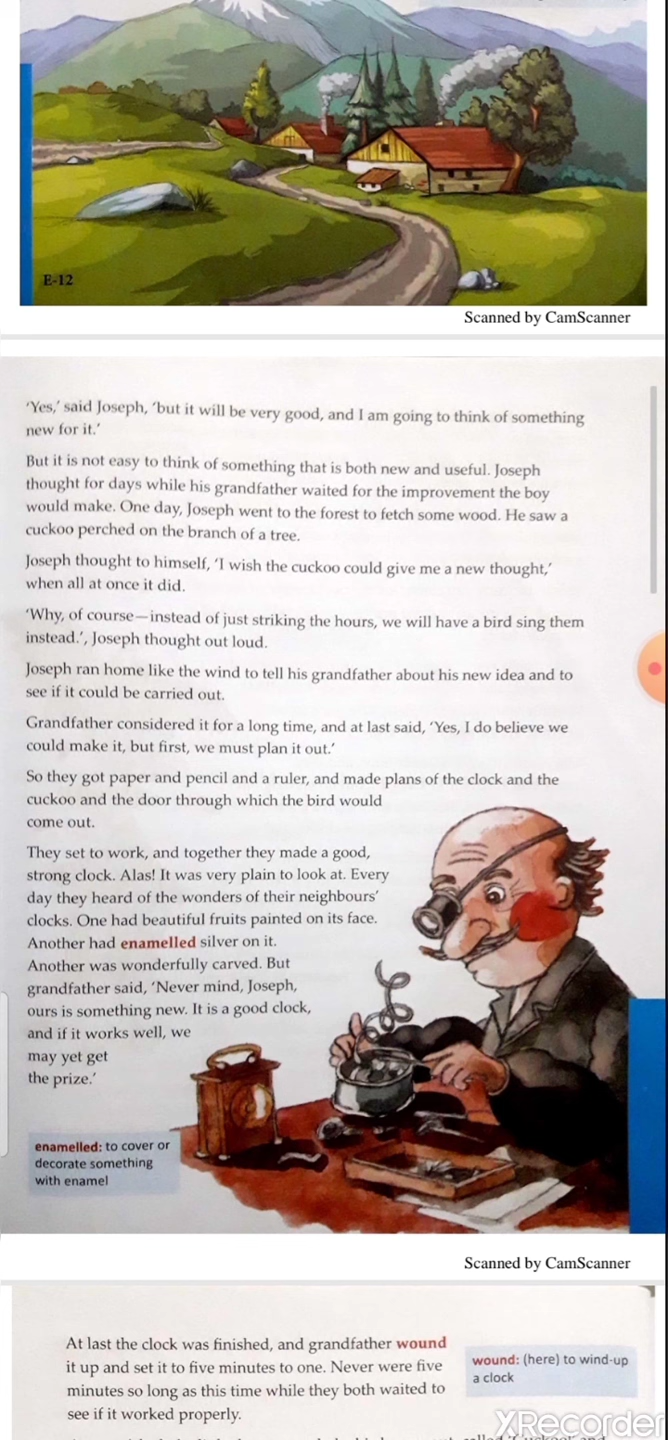 E-12
Scanned by CamScanner
'Yes,' said Joseph, 'but it will be very good, and I am going to think of something
new for it.'
But it is not easy to think of something that is both new and useful. Joseph
thought for days while his grandfather waited for the improvement the boy
would make. One day, Joseph went to the forest to fetch some wood. He saw a
cuckoo perched on the branch of a tree.
Joseph thought to himself, 'I wish the cuckoo could give me a new thought,'
when all at once it did.
'Why, of course—instead of just striking the hours, we will have a bird sing them
instead.', Joseph thought out loud.
Joseph ran home like the wind to tell his grandfather about his new idea and to
see if it could be carried out.
Grandfather considered it for a long time, and at last said, 'Yes, I do believe we
could make it, but first, we must plan it out.'
So they got paper and pencil and a ruler, and made plans of the clock and the
cuckoo and the door through which the bird would
come out.
They set to work, and together they made a good,
strong clock. Alas! It was very plain to look at. Every
day they heard of the wonders of their neighbours'
clocks. One had beautiful fruits painted on its face.
Another had enamelled silver on it.
Another was wonderfully carved. But
grandfather said, 'Never mind, Joseph,
ours is something new. It is a good clock,
and if it works well, we
may yet get
the prize.'
enamelled: to cover or
decorate something
with enamel
Scanned by CamScanner
At last the clock was finished, and grandfather wound
it up and set it to five minutes to one. Never were five
minutes so long as this time while they both waited to
see if it worked properly.
wound: (here) to wind-up
a clock
XRecorder